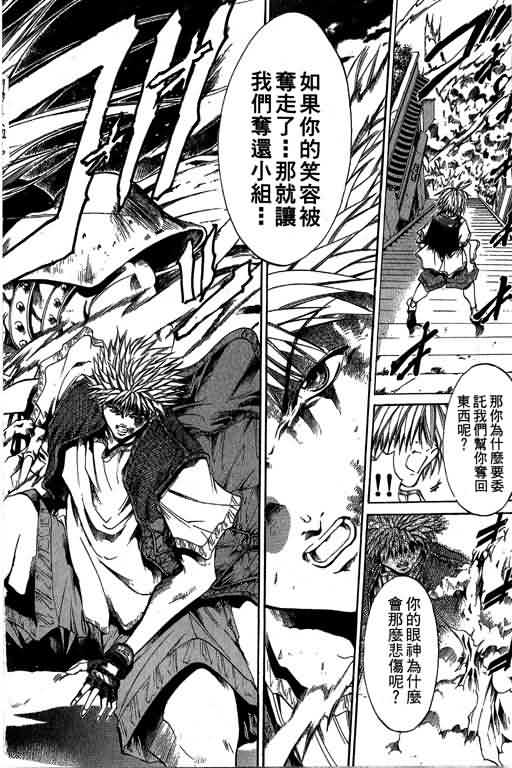 那你為什麼要委
託我們幫你奪回
東西呢？
!!
你的眼神為什麼
會那麼悲傷呢？
如果你的笑容被
奪走了…那就讓
我們奪還小組…